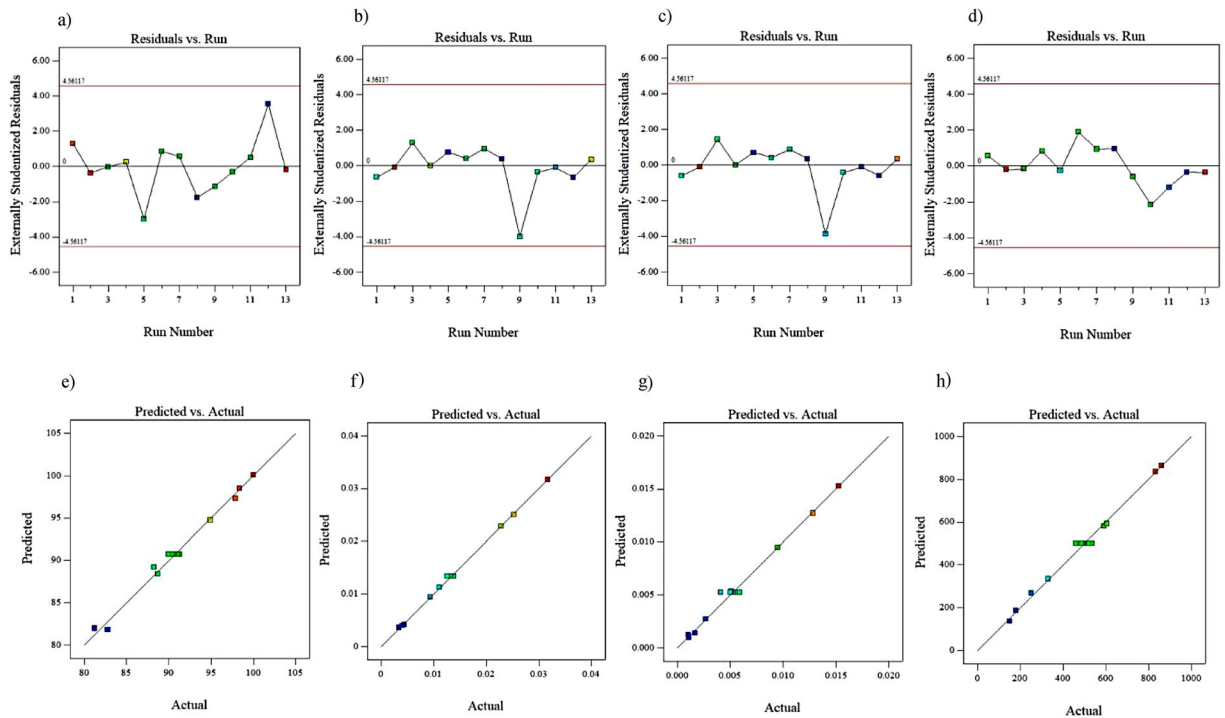 a)
Residuals vs. Run
Externally Studentized Residuals
6.00
4.56117
4.00
2.00
0
0.00
-2.00
-4.00
-4.56117
-6.00
1 3 5 7 9 11 13
Run Number
b)
Residuals vs. Run
Externally Studentized Residuals
6.00
4.56117
4.00
2.00
0
0.00
-2.00
-4.00
-4.56117
-6.00
1 3 5 7 9 11 13
Run Number
c)
Residuals vs. Run
Externally Studentized Residuals
6.00
4.56117
4.00
2.00
0
0.00
-2.00
-4.00
-4.56117
-6.00
1 3 5 7 9 11 13
Run Number
d)
Residuals vs. Run
Externally Studentized Residuals
6.00
4.56117
4.00
2.00
0
0.00
-2.00
-4.00
-4.56117
-6.00
1 3 5 7 9 11 13
Run Number
e)
Predicted vs. Actual
Predicted
105
100
95
90
85
80
80 85 90 95 100 105
Actual
f)
Predicted vs. Actual
Predicted
0.04
0.03
0.02
0.01
0
0 0.01 0.02 0.03 0.04
Actual
g)
Predicted vs. Actual
Predicted
0.020
0.015
0.010
0.005
0.000
0.000 0.005 0.010 0.015 0.020
Actual
h)
Predicted vs. Actual
Predicted
1000
800
600
400
200
0
0 200 400 600 800 1000
Actual